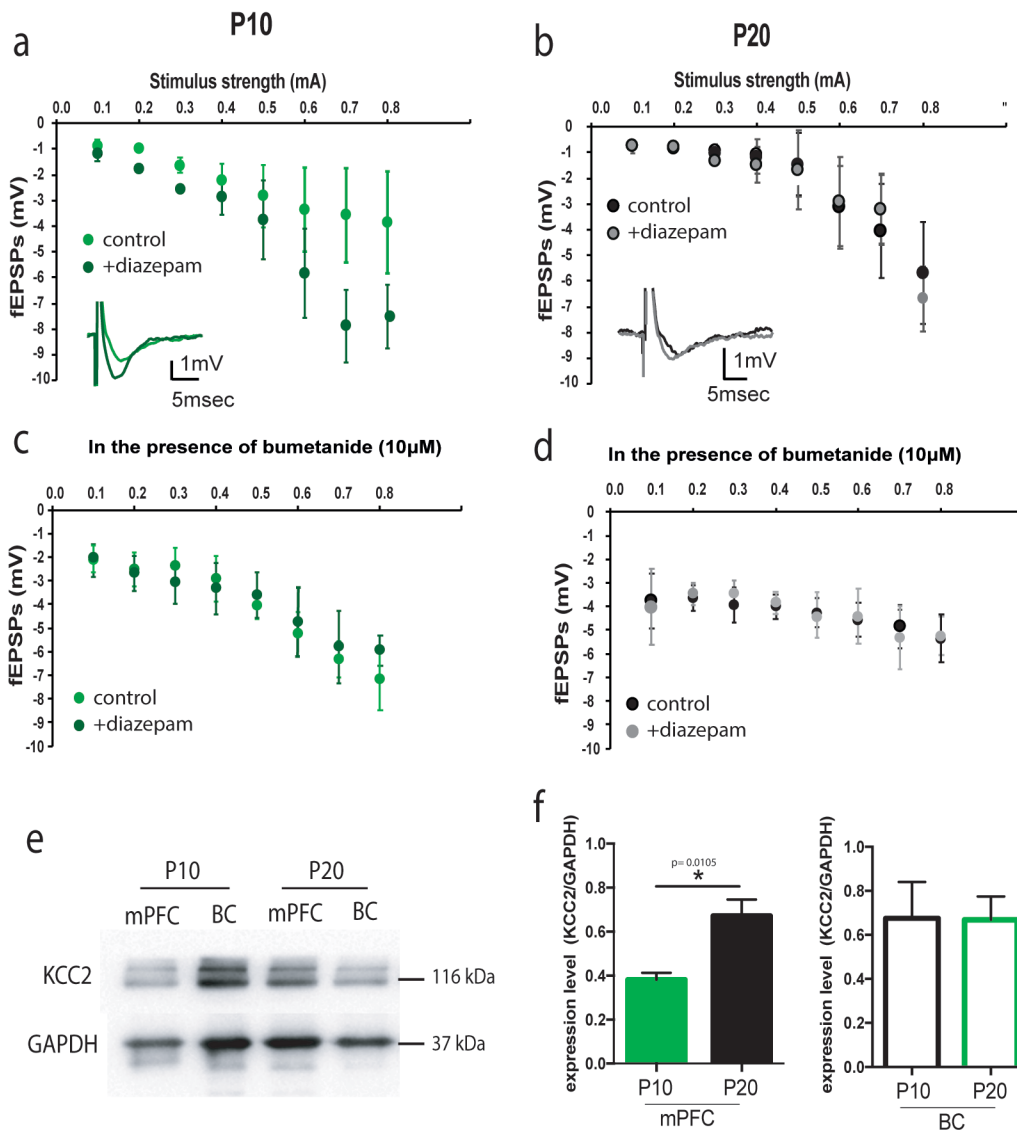 P10
a
Stimulus strength (mA)
0.0 0.1 0.2 0.3 0.4 0.5 0.6 0.7 0.8
0
-1
-2
-3
-4
-5
-6
-7
-8
-9
-10
fEPSPs (mV)
control
+diazepam
1mV
5msec
P20
b
Stimulus strength (mA)
0.0 0.1 0.2 0.3 0.4 0.5 0.6 0.7 0.8 "
0
-1
-2
-3
-4
-5
-6
-7
-8
-9
-10
fEPSPs (mV)
control
+diazepam
1mV
5msec
c
In the presence of bumetanide (10μM)
0.0 0.1 0.2 0.3 0.4 0.5 0.6 0.7 0.8
0
-1
-2
-3
-4
-5
-6
-7
-8
-9
-10
fEPSPs (mV)
control
+diazepam
d
In the presence of bumetanide (10μM)
0.0 0.1 0.2 0.3 0.4 0.5 0.6 0.7 0.8
0
-1
-2
-3
-4
-5
-6
-7
-8
-9
-10
fEPSPs (mV)
control
+diazepam
e
P10 P20
mPFC BC mPFC BC
KCC2 116 kDa
GAPDH 37 kDa
f
expression level (KCC2/GAPDH)
1.0
0.8
0.6
0.4
0.2
0.0
p= 0.0105
*
P10 P20
mPFC
expression level (KCC2/GAPDH)
1.0
0.8
0.6
0.4
0.2
0.0
P10 P20
BC